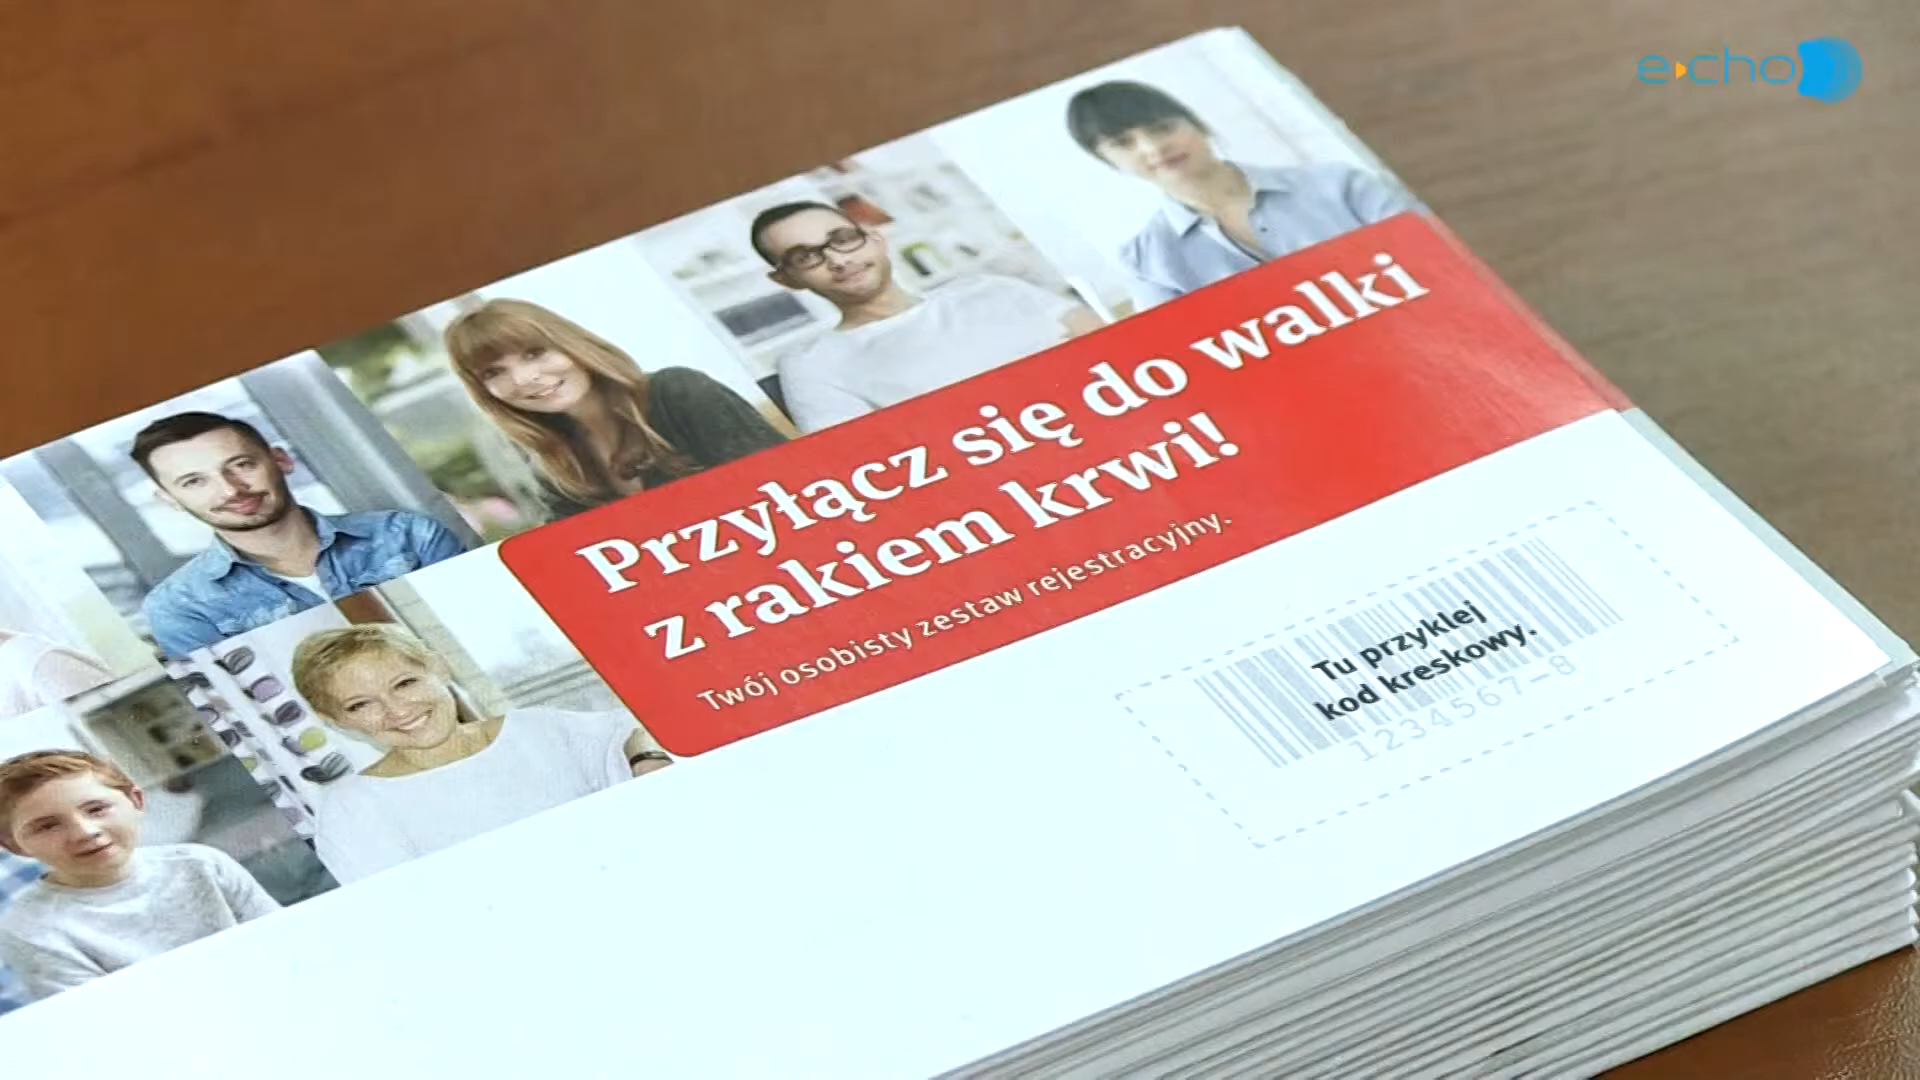 e-cho
Przyłącz się do walki
z rakiem krwi!
Twój osobisty zestaw rejestracyjny.
Tu przyklej
kod kreskowy.
1234567-8